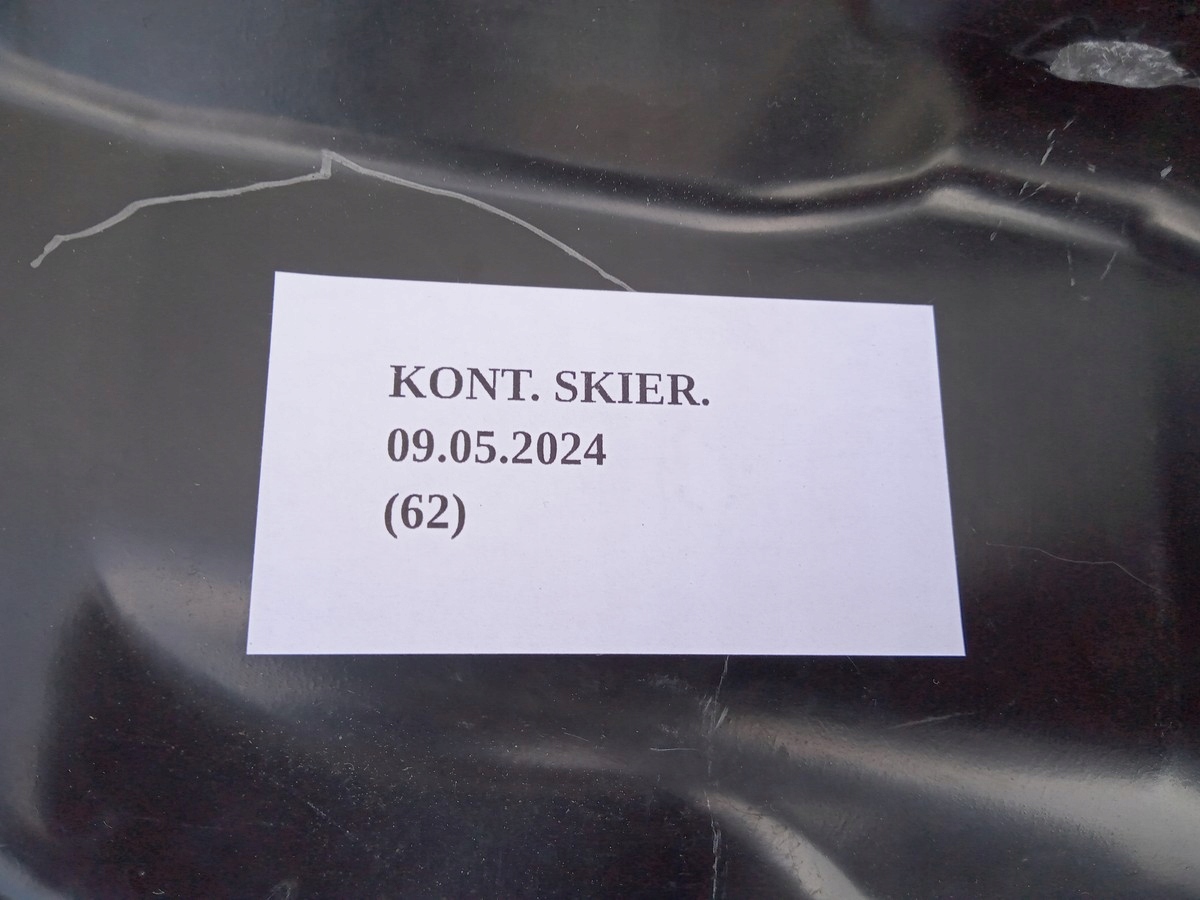 KONT. SKIER.
09.05.2024
(62)